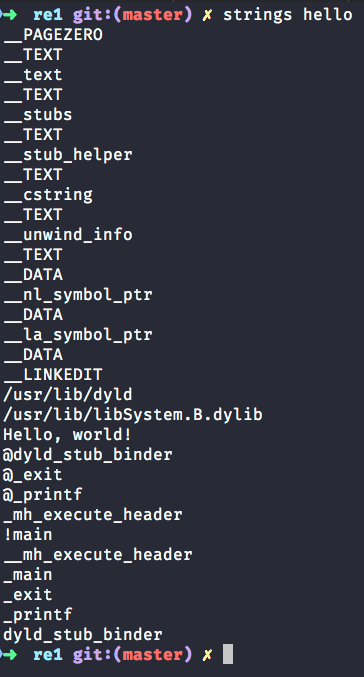 ➜ re1 git:(master) ✗ strings hello
__PAGEZERO
__TEXT
__text
__TEXT
__stubs
__TEXT
__stub_helper
__TEXT
__cstring
__TEXT
__unwind_info
__TEXT
__DATA
__nl_symbol_ptr
__DATA
__la_symbol_ptr
__DATA
__LINKEDIT
/usr/lib/dyld
/usr/lib/libSystem.B.dylib
Hello, world!
@dyld_stub_binder
@_exit
@_printf
_mh_execute_header
!main
__mh_execute_header
_main
_exit
_printf
dyld_stub_binder
➜ re1 git:(master) ✗